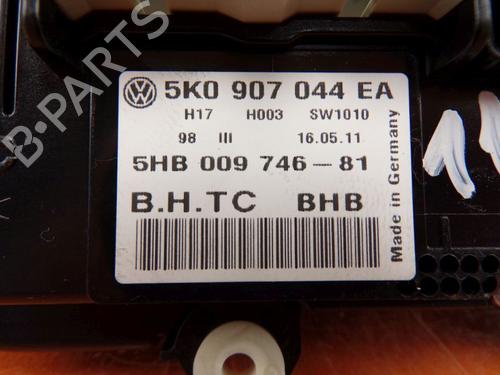 5K0 907 044 EA
H17 H003 SW1010
98 III 16.05.11
5HB 009 746-81
B.H.TC BHB
Made in Germany
B-PARTS